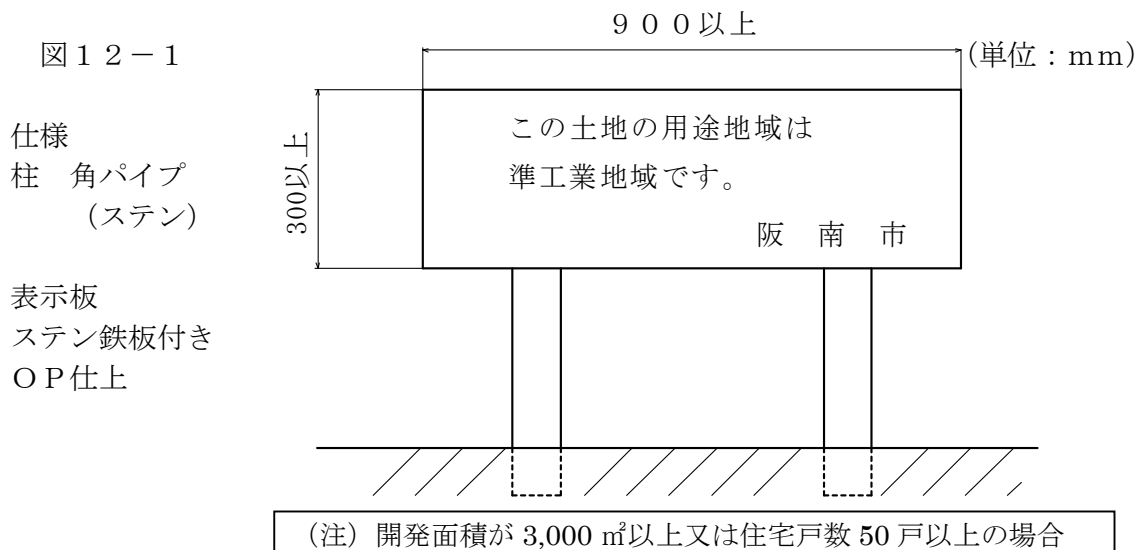 ９００以上
図１２－１
(単位：mm)
300以上
この土地の用途地域は
準工業地域です。
阪　南　市
仕様
柱　角パイプ
（ステン）
表示板
ステン鉄板付き
ＯＰ仕上
（注）開発面積が 3,000 ㎡以上又は住宅戸数 50 戸以上の場合